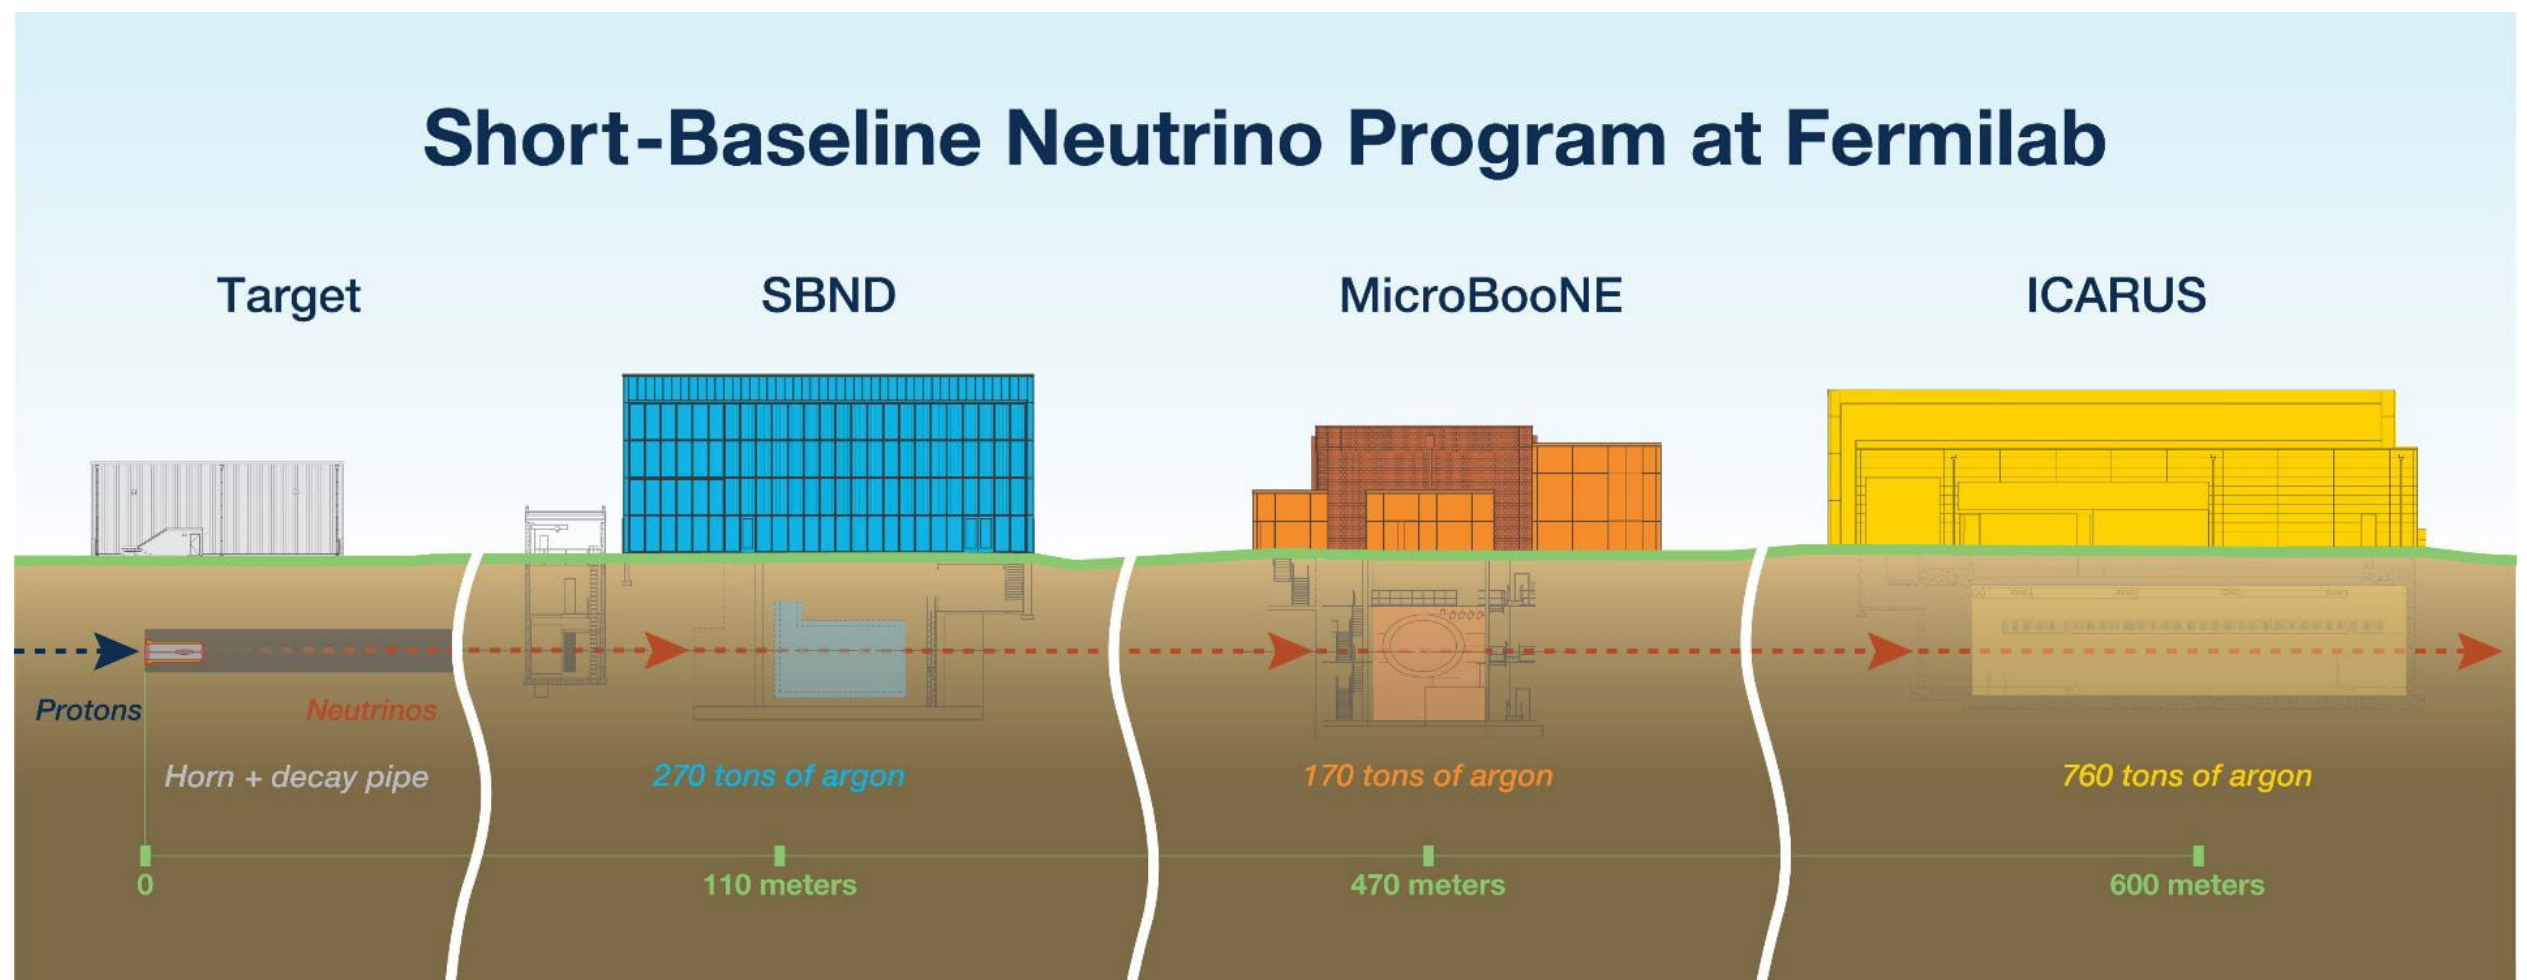 Short-Baseline Neutrino Program at Fermilab
Target
SBND
MicroBooNE
ICARUS
Protons
Neutrinos
Horn + decay pipe
270 tons of argon
170 tons of argon
760 tons of argon
0
110 meters
470 meters
600 meters